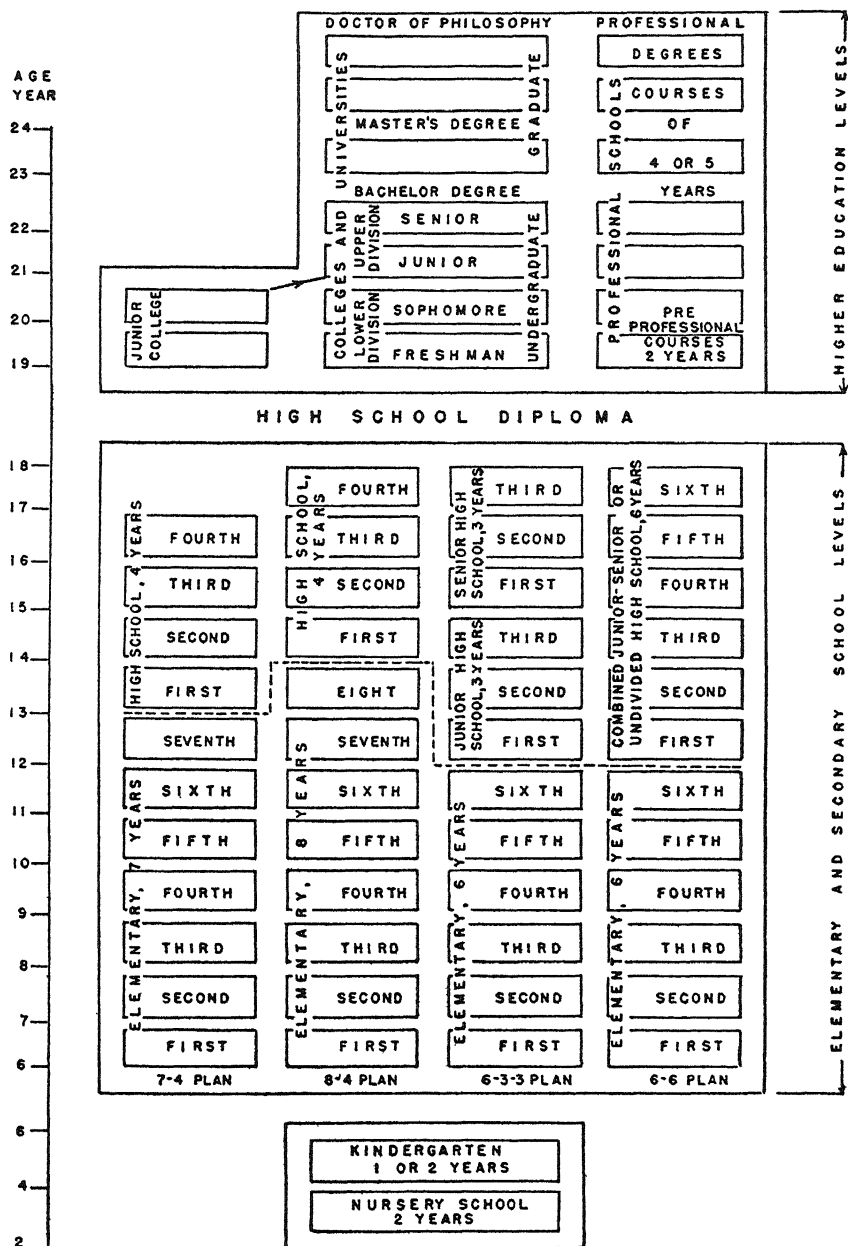 DOCTOR OF PHILOSOPHY
PROFESSIONAL
DEGREES
COURSES
OF
4 OR 5
YEARS
MASTER'S DEGREE
BACHELOR DEGREE
SENIOR
JUNIOR
SOPHOMORE
FRESHMAN
COLLEGES AND UNIVERSITIES
UPPER DIVISION
LOWER DIVISION
GRADUATE
UNDERGRADUATE
PROFESSIONAL SCHOOLS
PRE
PROFESSIONAL
COURSES
2 YEARS
JUNIOR
COLLEGE
HIGHER EDUCATION LEVELS
AGE
YEAR
24
23
22
21
20
19
HIGH SCHOOL DIPLOMA
18
17
16
15
14
13
12
11
10
9
8
7
6
HIGH SCHOOL, 4 YEARS
FOURTH
THIRD
SECOND
FIRST
ELEMENTARY, 7 YEARS
SEVENTH
SIXTH
FIFTH
FOURTH
THIRD
SECOND
FIRST
7-4 PLAN
HIGH SCHOOL,
4 YEARS
FOURTH
THIRD
SECOND
FIRST
ELEMENTARY, 8 YEARS
EIGHT
SEVENTH
SIXTH
FIFTH
FOURTH
THIRD
SECOND
FIRST
8-4 PLAN
SENIOR HIGH
SCHOOL, 3 YEARS
THIRD
SECOND
FIRST
JUNIOR HIGH
SCHOOL, 3 YEARS
THIRD
SECOND
FIRST
ELEMENTARY, 6 YEARS
SIXTH
FIFTH
FOURTH
THIRD
SECOND
FIRST
6-3-3 PLAN
COMBINED JUNIOR-SENIOR OR
UNDIVIDED HIGH SCHOOL, 6 YEARS
SIXTH
FIFTH
FOURTH
THIRD
SECOND
FIRST
ELEMENTARY, 6 YEARS
SIXTH
FIFTH
FOURTH
THIRD
SECOND
FIRST
6-6 PLAN
ELEMENTARY AND SECONDARY SCHOOL LEVELS
6
4
2
KINDERGARTEN
1 OR 2 YEARS
NURSERY SCHOOL
2 YEARS